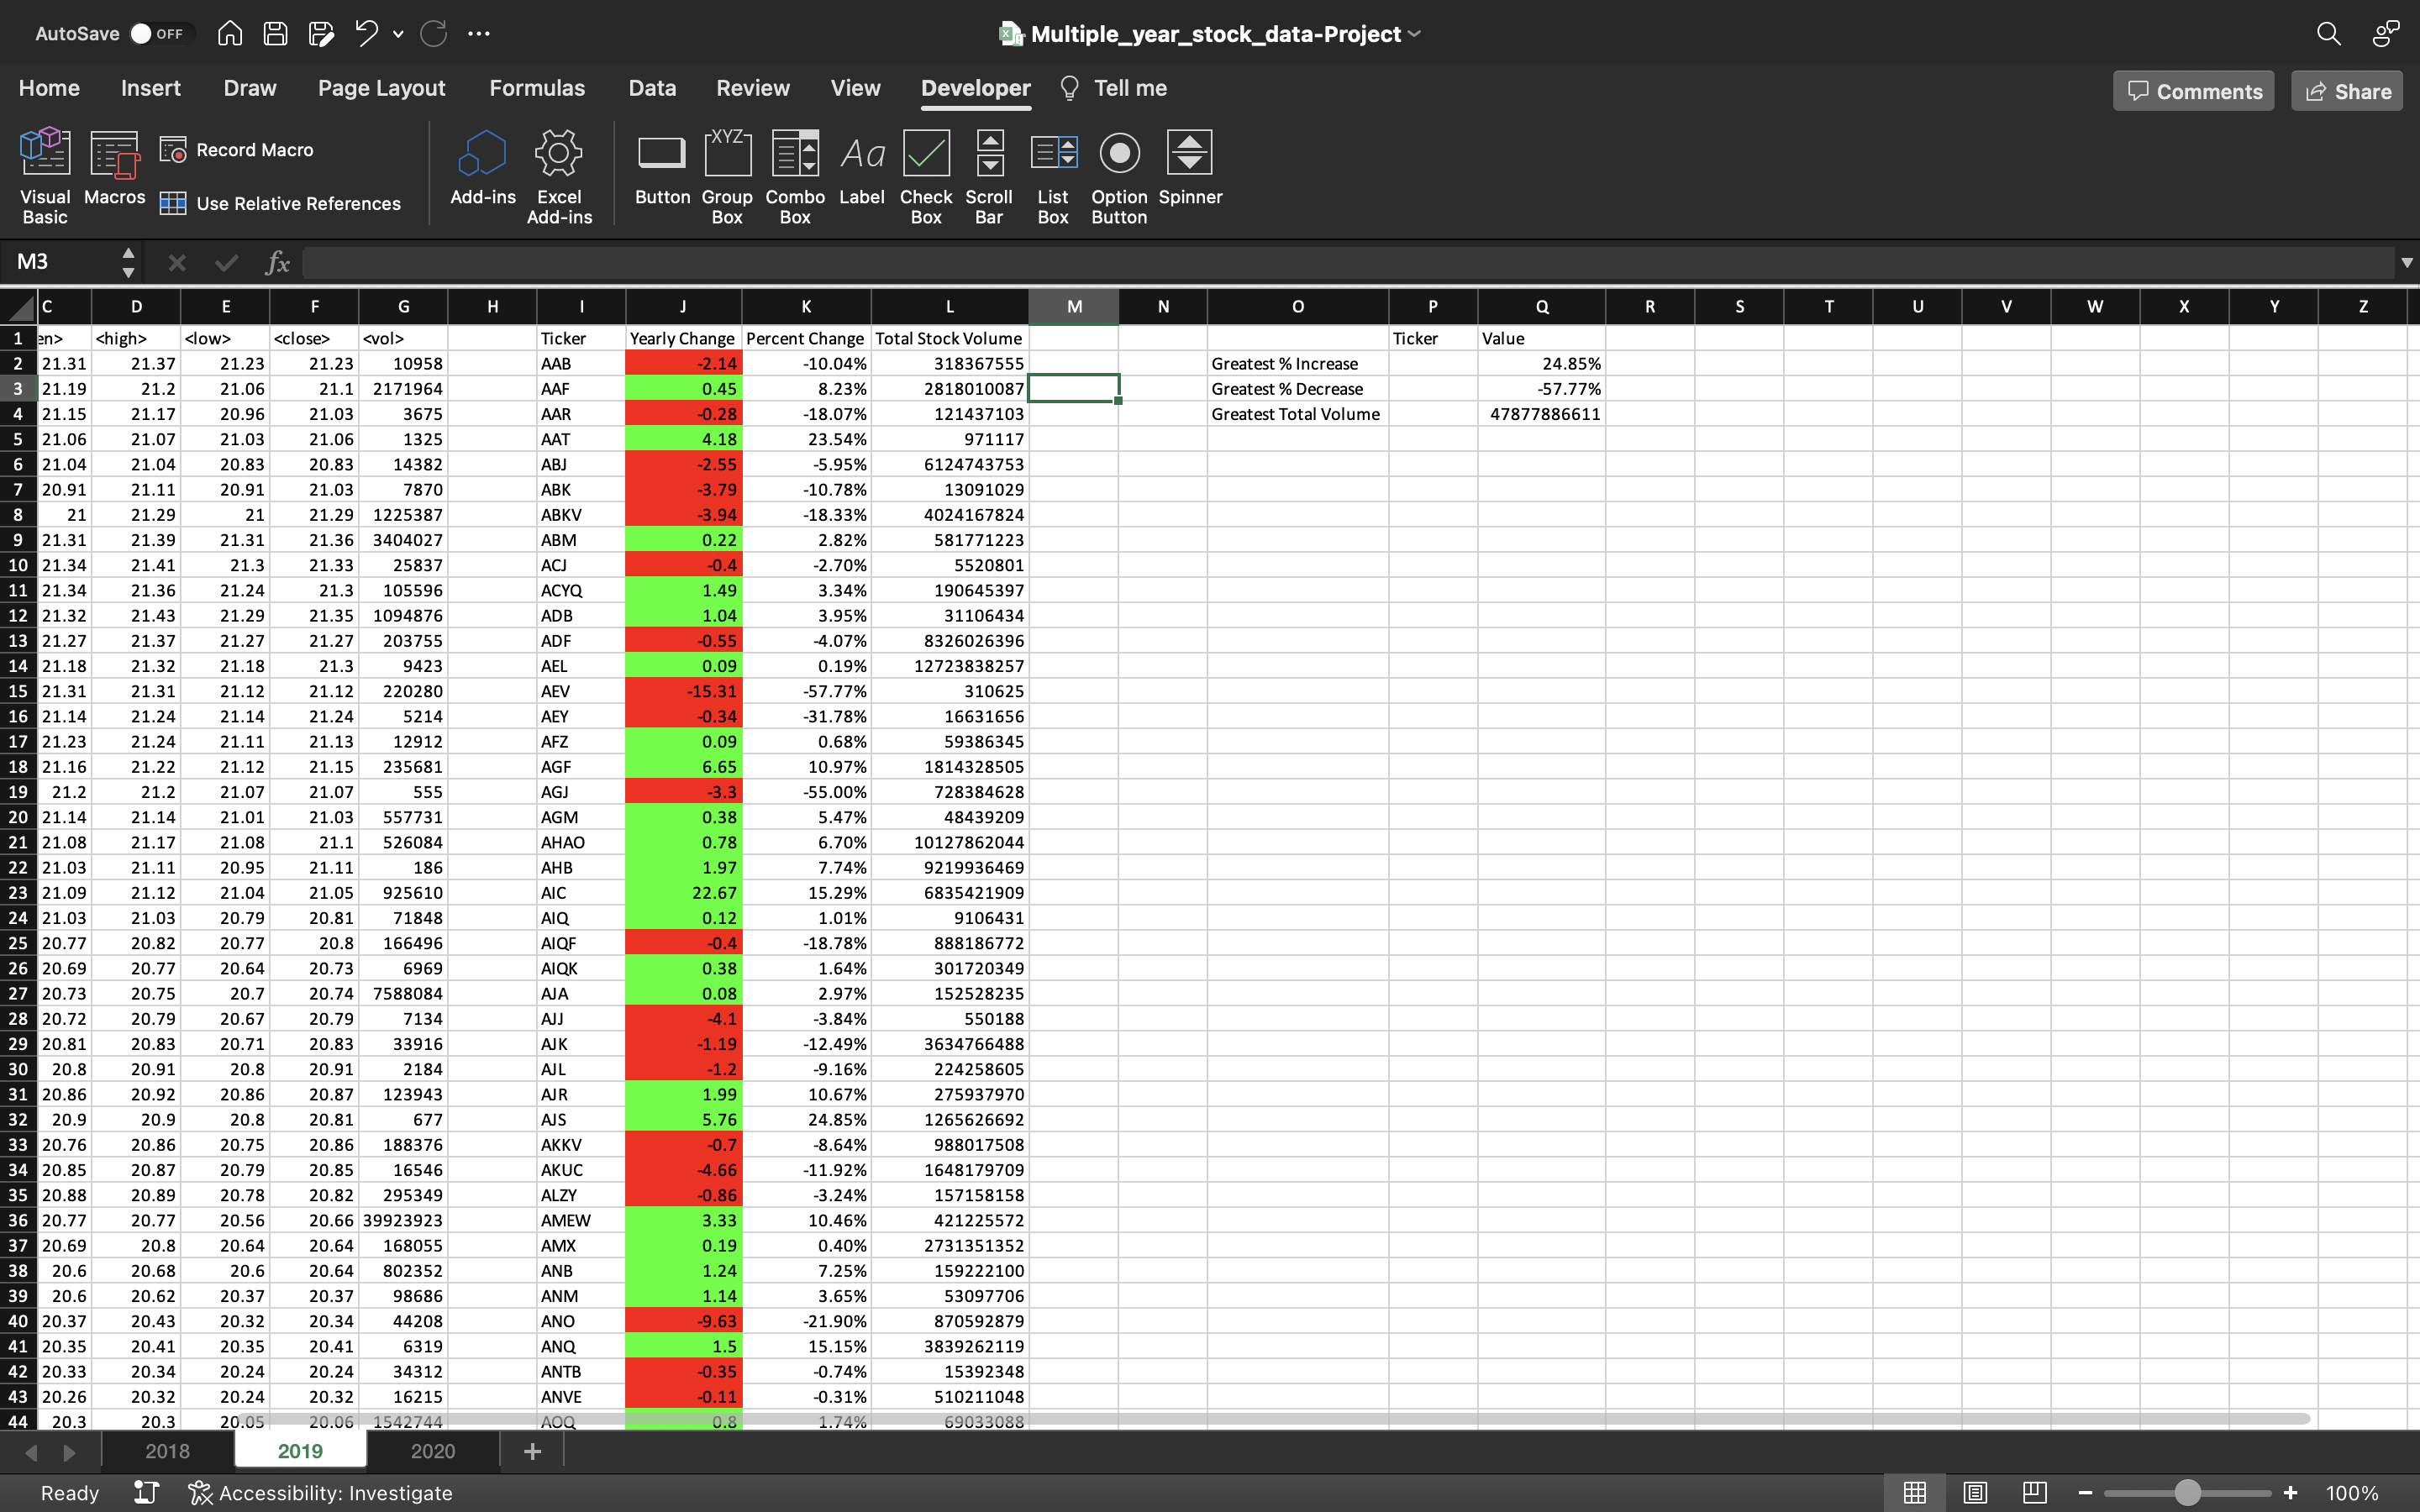 AutoSave OFF Multiple_year_stock_data-Project
Home Insert Draw Page Layout Formulas Data Review View Developer Tell me Comments Share
Visual Basic Macros Record Macro Use Relative References Add-ins Excel Add-ins Button Group Box Combo Box Label Check Box Scroll Bar List Box Option Button Spinner
M3 fx
C D E F G H I J K L M N O P Q R S T U V W X Y Z
1 en> <high> <low> <close> <vol> Ticker Yearly Change Percent Change Total Stock Volume Ticker Value
2 21.31 21.37 21.23 21.23 10958 AAB -2.14 -10.04% 318367555 Greatest % Increase 24.85%
3 21.19 21.2 21.06 21.1 2171964 AAF 0.45 8.23% 2818010087 Greatest % Decrease -57.77%
4 21.15 21.17 20.96 21.03 3675 AAR -0.28 -18.07% 121437103 Greatest Total Volume 47877886611
5 21.06 21.07 21.03 21.06 1325 AAT 4.18 23.54% 971117
6 21.04 21.04 20.83 20.83 14382 ABJ -2.55 -5.95% 6124743753
7 20.91 21.11 20.91 21.03 7870 ABK -3.79 -10.78% 13091029
8 21 21.29 21 21.29 1225387 ABKV -3.94 -18.33% 4024167824
9 21.31 21.39 21.31 21.36 3404027 ABM 0.22 2.82% 581771223
10 21.34 21.41 21.3 21.33 25837 ACJ -0.4 -2.70% 5520801
11 21.34 21.36 21.24 21.3 105596 ACYQ 1.49 3.34% 190645397
12 21.32 21.43 21.29 21.35 1094876 ADB 1.04 3.95% 31106434
13 21.27 21.37 21.27 21.27 203755 ADF -0.55 -4.07% 8326026396
14 21.18 21.32 21.18 21.3 9423 AEL 0.09 0.19% 12723838257
15 21.31 21.31 21.12 21.12 220280 AEV -15.31 -57.77% 310625
16 21.14 21.24 21.14 21.24 5214 AEY -0.34 -31.78% 16631656
17 21.23 21.24 21.11 21.13 12912 AFZ 0.09 0.68% 59386345
18 21.16 21.22 21.12 21.15 235681 AGF 6.65 10.97% 1814328505
19 21.2 21.2 21.07 21.07 555 AGJ -3.3 -55.00% 728384628
20 21.14 21.14 21.01 21.03 557731 AGM 0.38 5.47% 48439209
21 21.08 21.17 21.08 21.1 526084 AHAO 0.78 6.70% 10127862044
22 21.03 21.11 20.95 21.11 186 AHB 1.97 7.74% 9219936469
23 21.09 21.12 21.04 21.05 925610 AIC 22.67 15.29% 6835421909
24 21.03 21.03 20.79 20.81 71848 AIQ 0.12 1.01% 9106431
25 20.77 20.82 20.77 20.8 166496 AIQF -0.4 -18.78% 888186772
26 20.69 20.77 20.64 20.73 6969 AIQK 0.38 1.64% 301720349
27 20.73 20.75 20.7 20.74 7588084 AJA 0.08 2.97% 152528235
28 20.72 20.79 20.67 20.79 7134 AJJ -4.1 -3.84% 550188
29 20.81 20.83 20.71 20.83 33916 AJK -1.19 -12.49% 3634766488
30 20.8 20.91 20.8 20.91 2184 AJL -1.2 -9.16% 224258605
31 20.86 20.92 20.86 20.87 123943 AJR 1.99 10.67% 275937970
32 20.9 20.9 20.8 20.81 677 AJS 5.76 24.85% 1265626692
33 20.76 20.86 20.75 20.86 188376 AKKV -0.7 -8.64% 988017508
34 20.85 20.87 20.79 20.85 16546 AKUC -4.66 -11.92% 1648179709
35 20.88 20.89 20.78 20.82 295349 ALZY -0.86 -3.24% 157158158
36 20.77 20.77 20.56 20.66 39923923 AMEW 3.33 10.46% 421225572
37 20.69 20.8 20.64 20.64 168055 AMX 0.19 0.40% 2731351352
38 20.6 20.68 20.6 20.64 802352 ANB 1.24 7.25% 159222100
39 20.6 20.62 20.37 20.37 98686 ANM 1.14 3.65% 53097706
40 20.37 20.43 20.32 20.34 44208 ANO -9.63 -21.90% 870592879
41 20.35 20.41 20.35 20.41 6319 ANQ 1.5 15.15% 3839262119
42 20.33 20.34 20.24 20.24 34312 ANTB -0.35 -0.74% 15392348
43 20.26 20.32 20.24 20.32 16215 ANVE -0.11 -0.31% 510211048
44 20.3 20.3 20.05 20.06 1542744 AOQ 0.8 1.74% 69033088
2018 2019 2020
Ready Accessibility: Investigate 100%